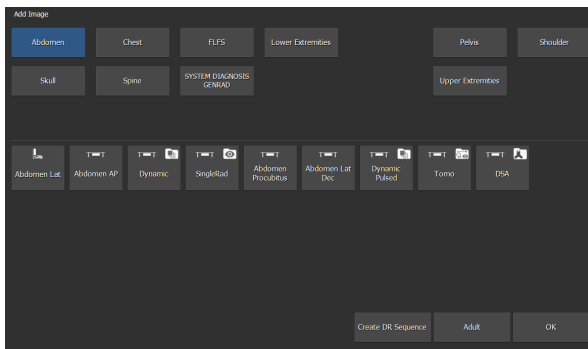 Add Image
Abdomen
Chest
FLFS
Lower Extremities
Pelvis
Shoulder
Skull
Spine
SYSTEM DIAGNOSIS
GENRAD
Upper Extremities
Abdomen Lat
Abdomen AP
Dynamic
SingleRad
Abdomen
Procubitus
Abdomen Lat
Dec
Dynamic
Pulsed
Tomo
DSA
Create DR Sequence
Adult
OK